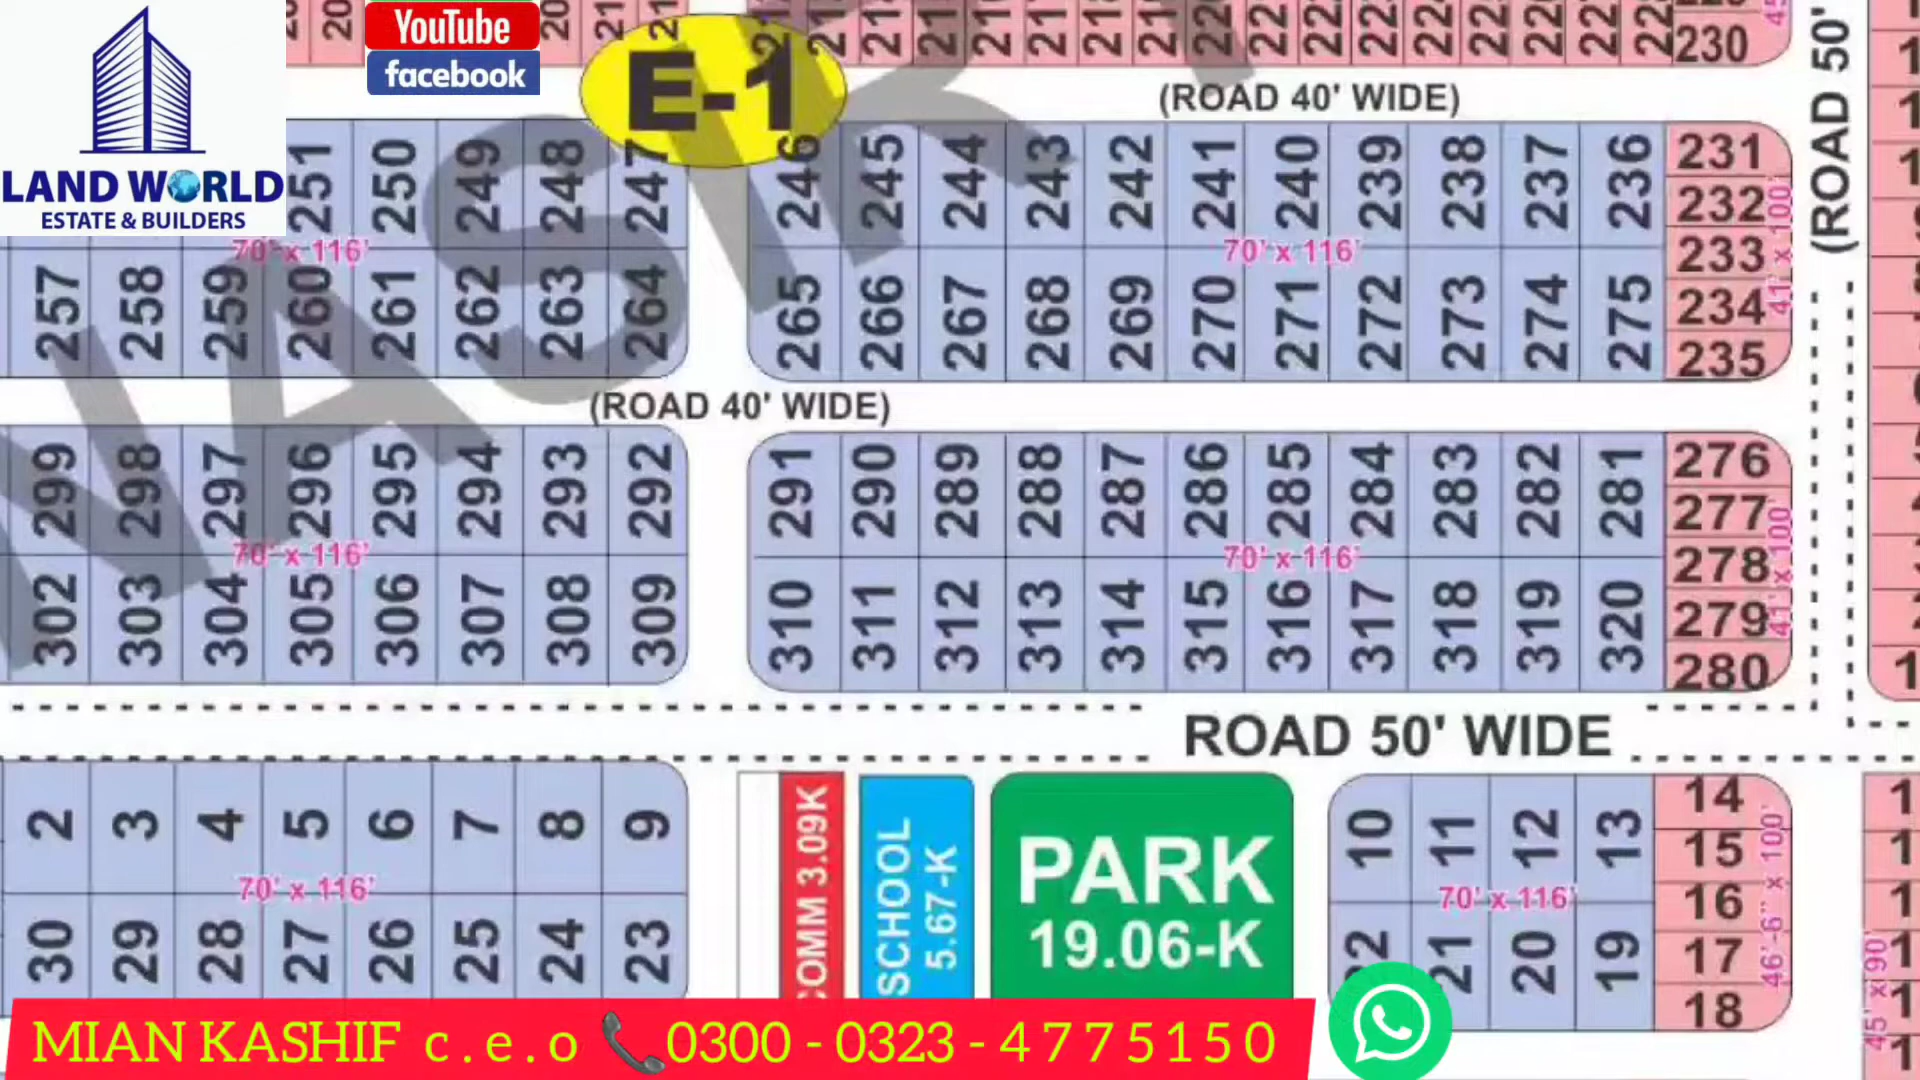 YouTube
facebook
LAND WORLD
ESTATE & BUILDERS
E-1
230
(ROAD 40' WIDE)
(ROAD 50'
251 250 249 248 247 246 245 244 243 242 241 240 239 238 237 236
231
232
233
234
235
41' x 100'
70' x 116' 70' x 116'
257 258 259 260 261 262 263 264 265 266 267 268 269 270 271 272 273 274 275
(ROAD 40' WIDE)
299 298 297 296 295 294 293 292 291 290 289 288 287 286 285 284 283 282 281
276
277
278
279
280
41' x 100'
70' x 116' 70' x 116'
302 303 304 305 306 307 308 309 310 311 312 313 314 315 316 317 318 319 320
ROAD 50' WIDE
2 3 4 5 6 7 8 9
COMM 3.09K
SCHOOL
5.67-K
PARK
19.06-K
10 11 12 13
14
15
16
17
18
46'-6" x 100'
70' x 116' 70' x 116'
30 29 28 27 26 25 24 23
22 21 20 19
45' x 90'
MIAN KASHIF c.e.o 0300 - 0323 - 4775150